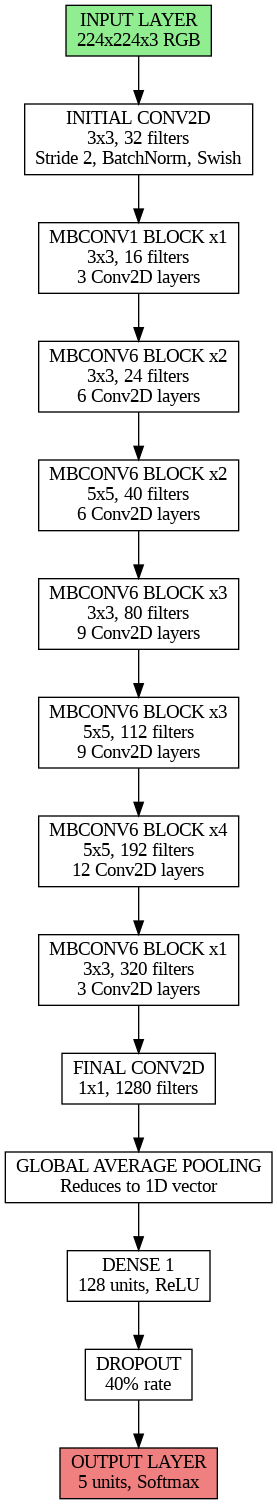 INPUT LAYER
224x224x3 RGB
INITIAL CONV2D
3x3, 32 filters
Stride 2, BatchNorm, Swish
MBCONV1 BLOCK x1
3x3, 16 filters
3 Conv2D layers
MBCONV6 BLOCK x2
3x3, 24 filters
6 Conv2D layers
MBCONV6 BLOCK x2
5x5, 40 filters
6 Conv2D layers
MBCONV6 BLOCK x3
3x3, 80 filters
9 Conv2D layers
MBCONV6 BLOCK x3
5x5, 112 filters
9 Conv2D layers
MBCONV6 BLOCK x4
5x5, 192 filters
12 Conv2D layers
MBCONV6 BLOCK x1
3x3, 320 filters
3 Conv2D layers
FINAL CONV2D
1x1, 1280 filters
GLOBAL AVERAGE POOLING
Reduces to 1D vector
DENSE 1
128 units, ReLU
DROPOUT
40% rate
OUTPUT LAYER
5 units, Softmax